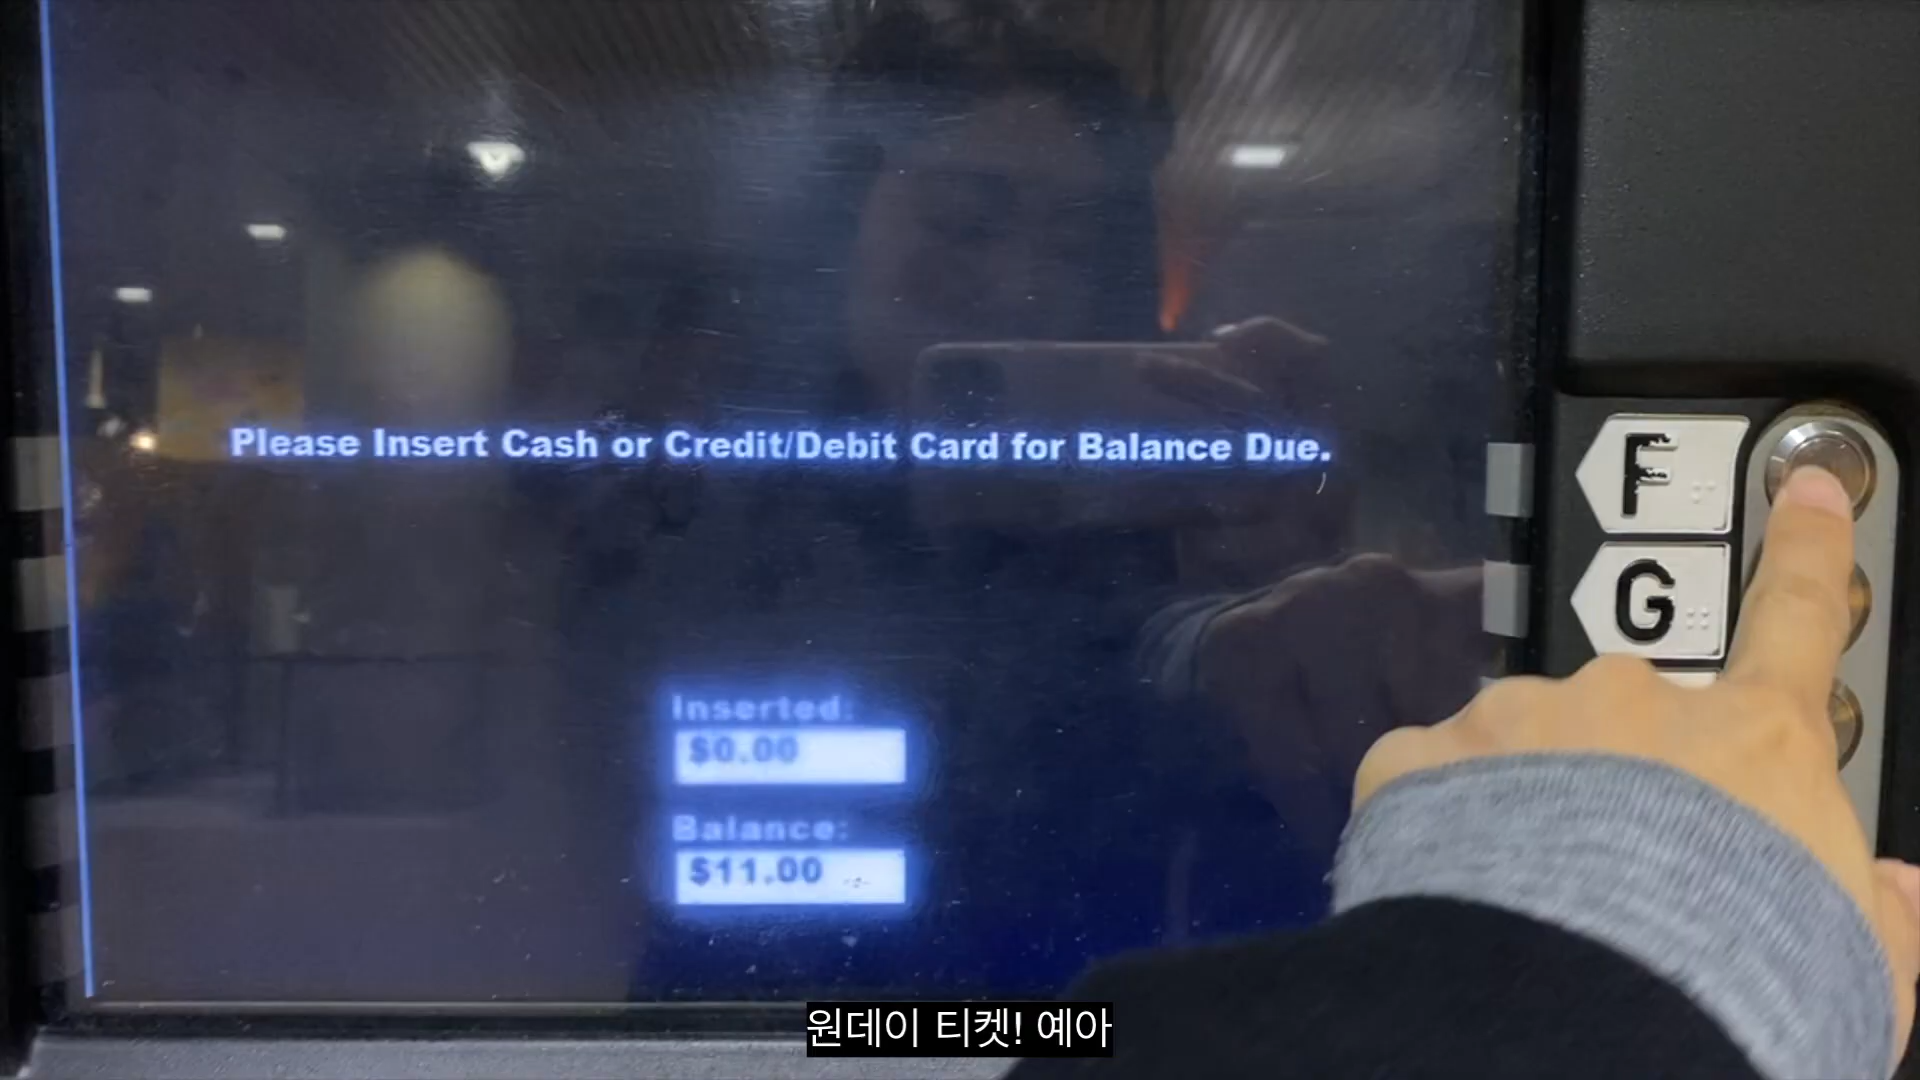 Please Insert Cash or Credit/Debit Card for Balance Due.
F
G
Inserted:
$0.00
Balance:
$11.00
원데이 티켓! 예아